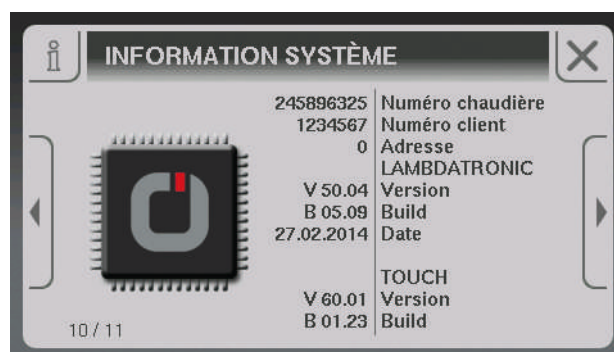 INFORMATION SYSTÈME
245896325 Numéro chaudière
1234567 Numéro client
0 Adresse
LAMBDATRONIC
V 50.04 Version
B 05.09 Build
27.02.2014 Date
TOUCH
V 60.01 Version
B 01.23 Build
10 / 11